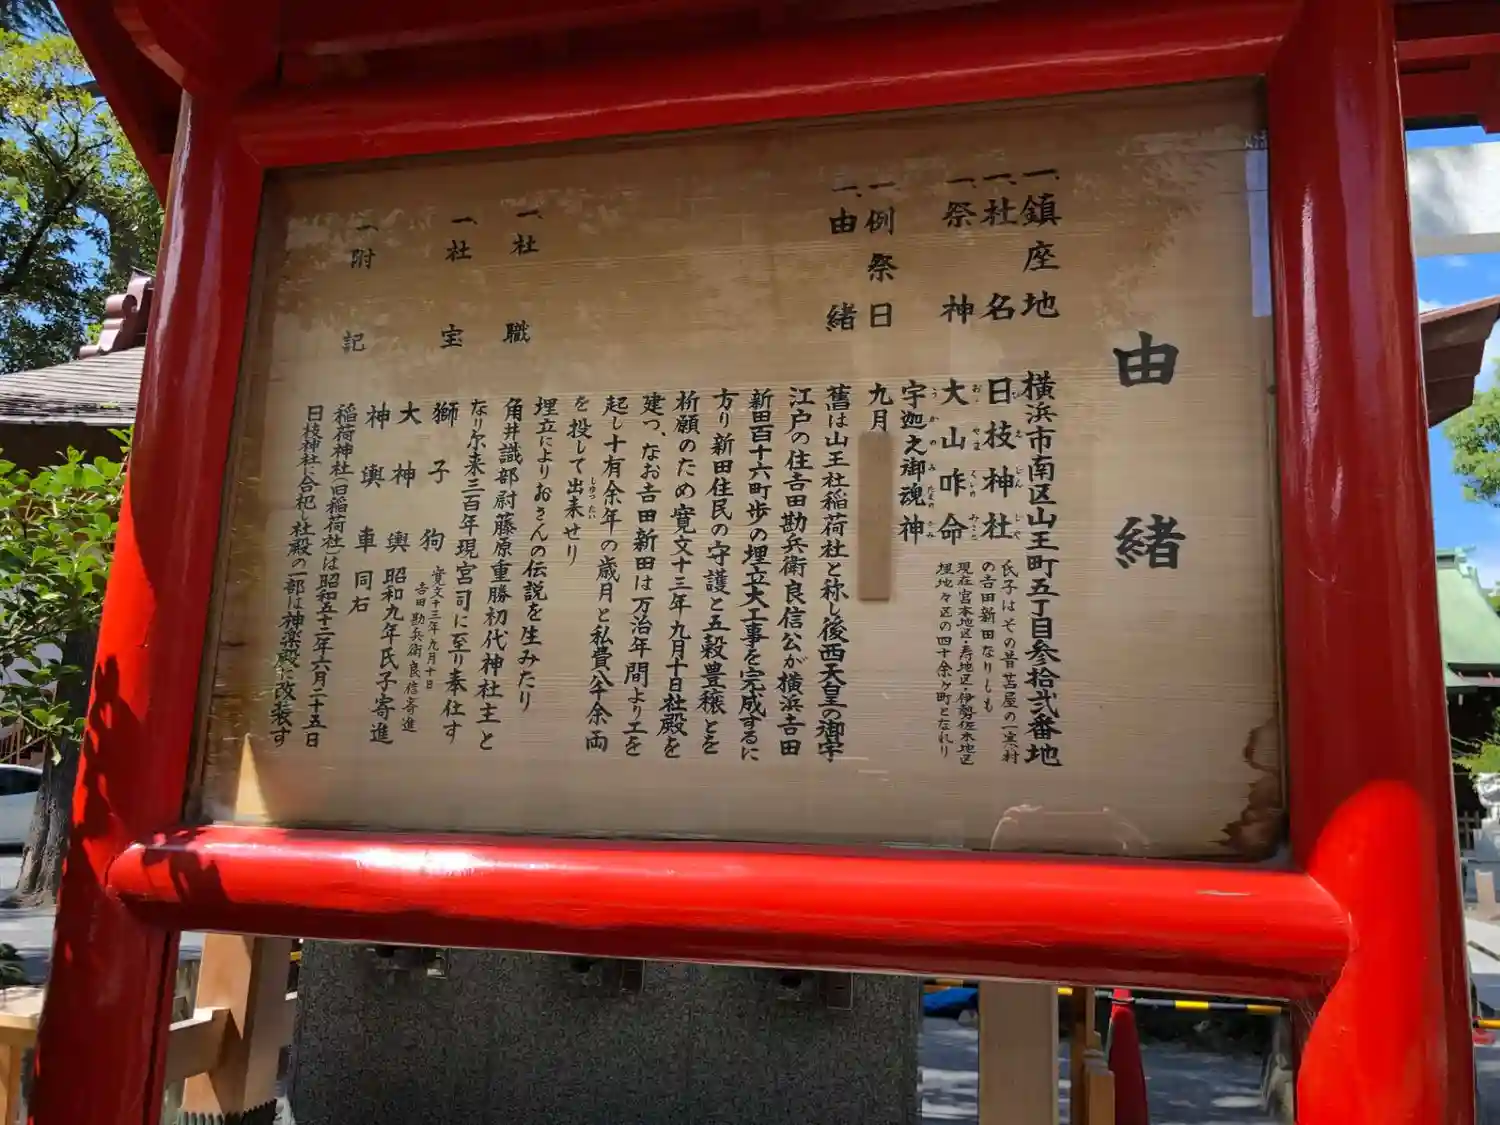 由緒
一、鎮座地 横浜市南区山王町五丁目参拾弐番地
一、社名 日枝神社 氏子はその昔苫屋の一寒村
の吉田新田なりしも
一、祭神 大山咋命 現在宮本地区・寿地区・伊勢佐木地区
埋地七ヶ区の四十余ヶ町となれり
宇迦之御魂神
一、例祭日 九月
一、由緒 舊は山王社稲荷社と称し後西天皇の御宇
江戸の住吉田勘兵衛良信公が横浜吉田
新田百十六町歩の埋立大工事を完成するに
方り新田住民の守護と五穀豊穣とを
祈願のため寛文十三年九月十日社殿を
建つ、なお吉田新田は万治年間より工を
起し十有余年の歳月と私費八千余両
を投して出来せり
埋立によりおさんの伝説を生みたり
一、社職 角井識部尉藤原重勝初代神社主と
なり尓来三百年現宮司に至り奉仕す
一、社宝 獅子狗 寛文十三年九月十日
吉田勘兵衛良信寄進
大神輿 昭和九年氏子寄進
神輿車 同右
一、附記 稲荷神社(旧稲荷社)は昭和五十二年六月二十五日
日枝神社に合祀し社殿の一部は神楽殿に改装す